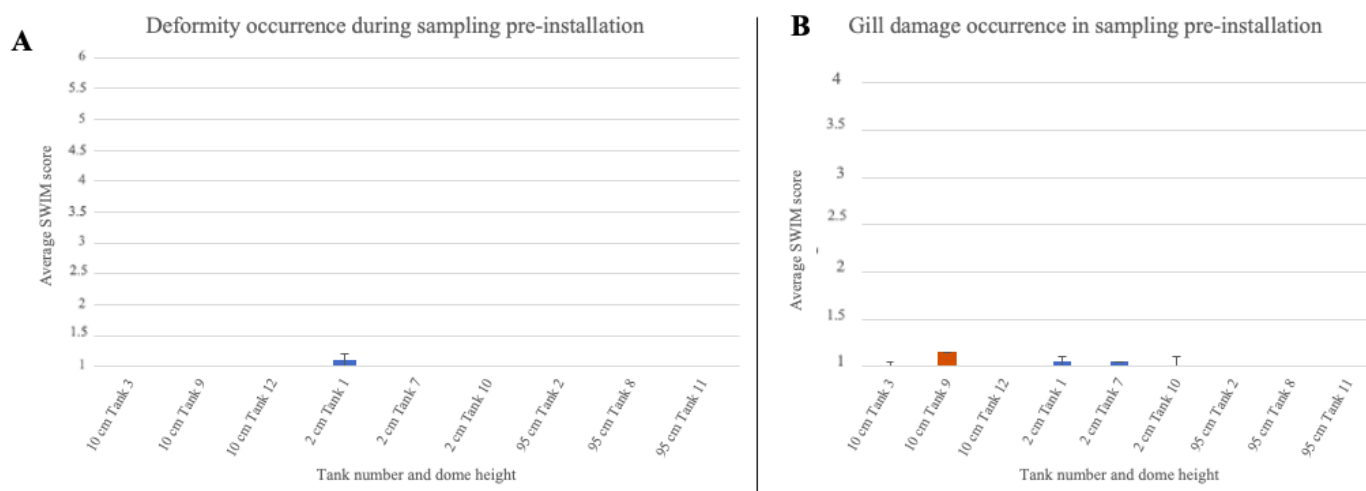 A
Deformity occurrence during sampling pre-installation
Average SWIM score
6
5.5
5
4.5
4
3.5
3
2.5
2
1.5
1
10 cm Tank 3
10 cm Tank 9
10 cm Tank 12
2 cm Tank 1
2 cm Tank 7
2 cm Tank 10
95 cm Tank 2
95 cm Tank 8
95 cm Tank 11
Tank number and dome height
B
Gill damage occurrence in sampling pre-installation
Average SWIM score
4
3.5
3
2.5
2
1.5
1
10 cm Tank 3
10 cm Tank 9
10 cm Tank 12
2 cm Tank 1
2 cm Tank 7
2 cm Tank 10
95 cm Tank 2
95 cm Tank 8
95 cm Tank 11
Tank number and dome height